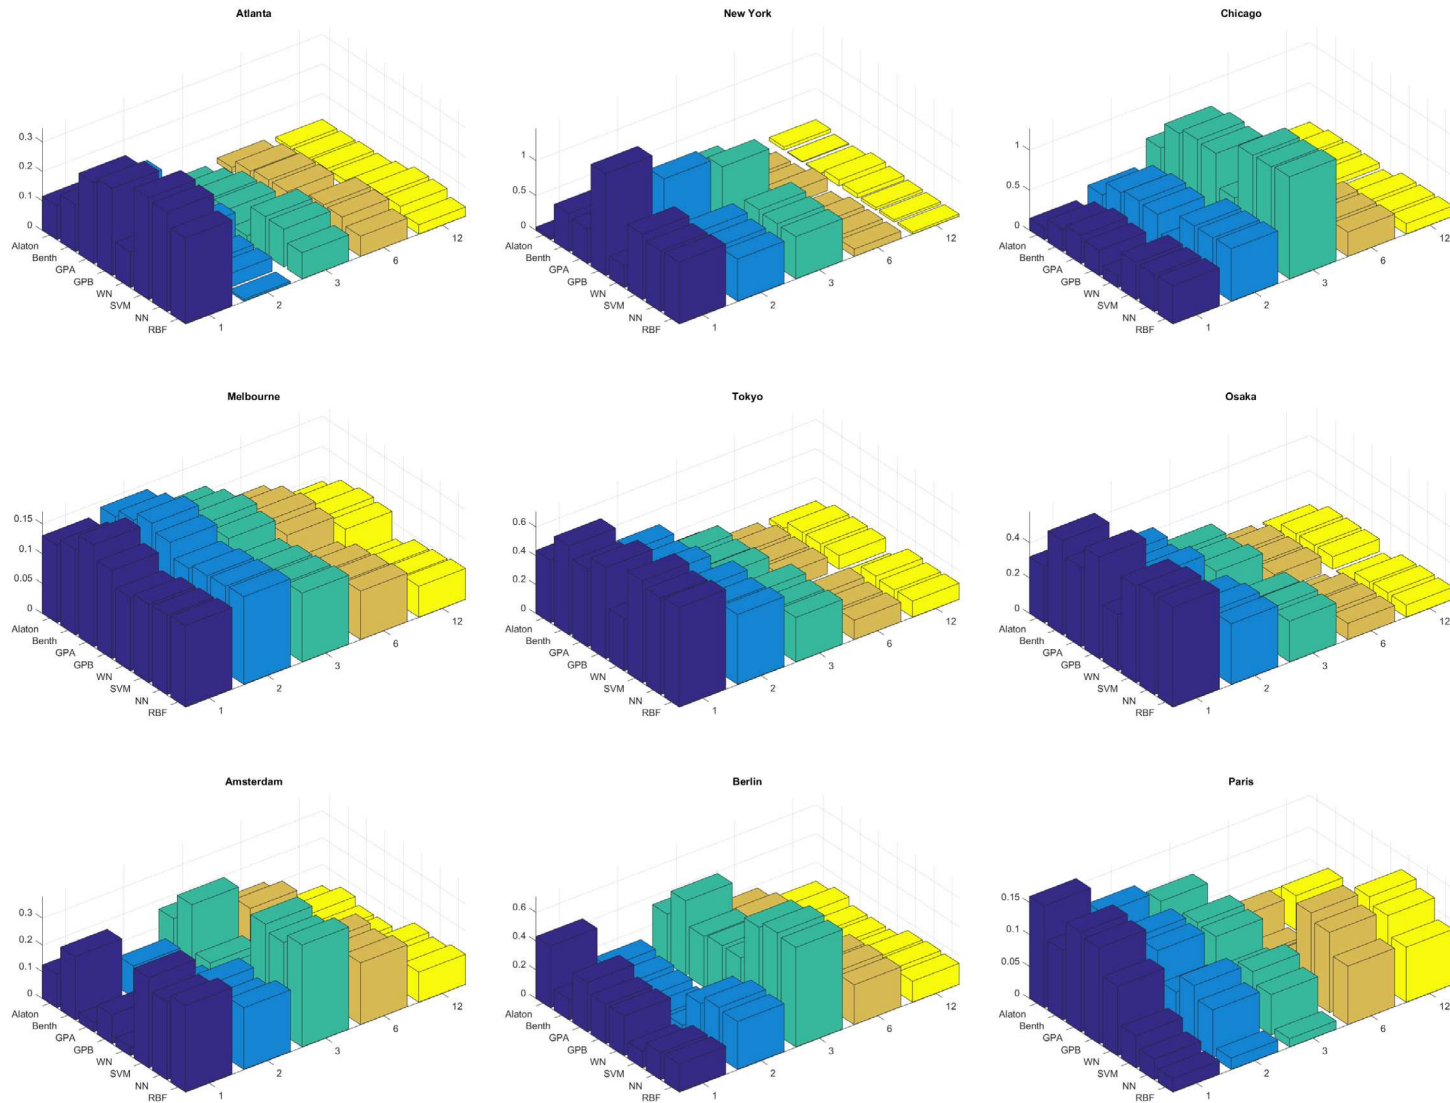 Atlanta
0.3
0.2
0.1
0
Alaton
Benth
GPA
GPB
WN
SVM
NN
RBF
1
2
3
6
12
New York
1
0.5
0
Alaton
Benth
GPA
GPB
WN
SVM
NN
RBF
1
2
3
6
12
Chicago
1
0.5
0
Alaton
Benth
GPA
GPB
WN
SVM
NN
RBF
1
2
3
6
12
Melbourne
0.15
0.1
0.05
0
Alaton
Benth
GPA
GPB
WN
SVM
NN
RBF
1
2
3
6
12
Tokyo
0.6
0.4
0.2
0
Alaton
Benth
GPA
GPB
WN
SVM
NN
RBF
1
2
3
6
12
Osaka
0.4
0.2
0
Alaton
Benth
GPA
GPB
WN
SVM
NN
RBF
1
2
3
6
12
Amsterdam
0.3
0.2
0.1
0
Alaton
Benth
GPA
GPB
WN
SVM
NN
RBF
1
2
3
6
12
Berlin
0.6
0.4
0.2
0
Alaton
Benth
GPA
GPB
WN
SVM
NN
RBF
1
2
3
6
12
Paris
0.15
0.1
0.05
0
Alaton
Benth
GPA
GPB
WN
SVM
NN
RBF
1
2
3
6
12